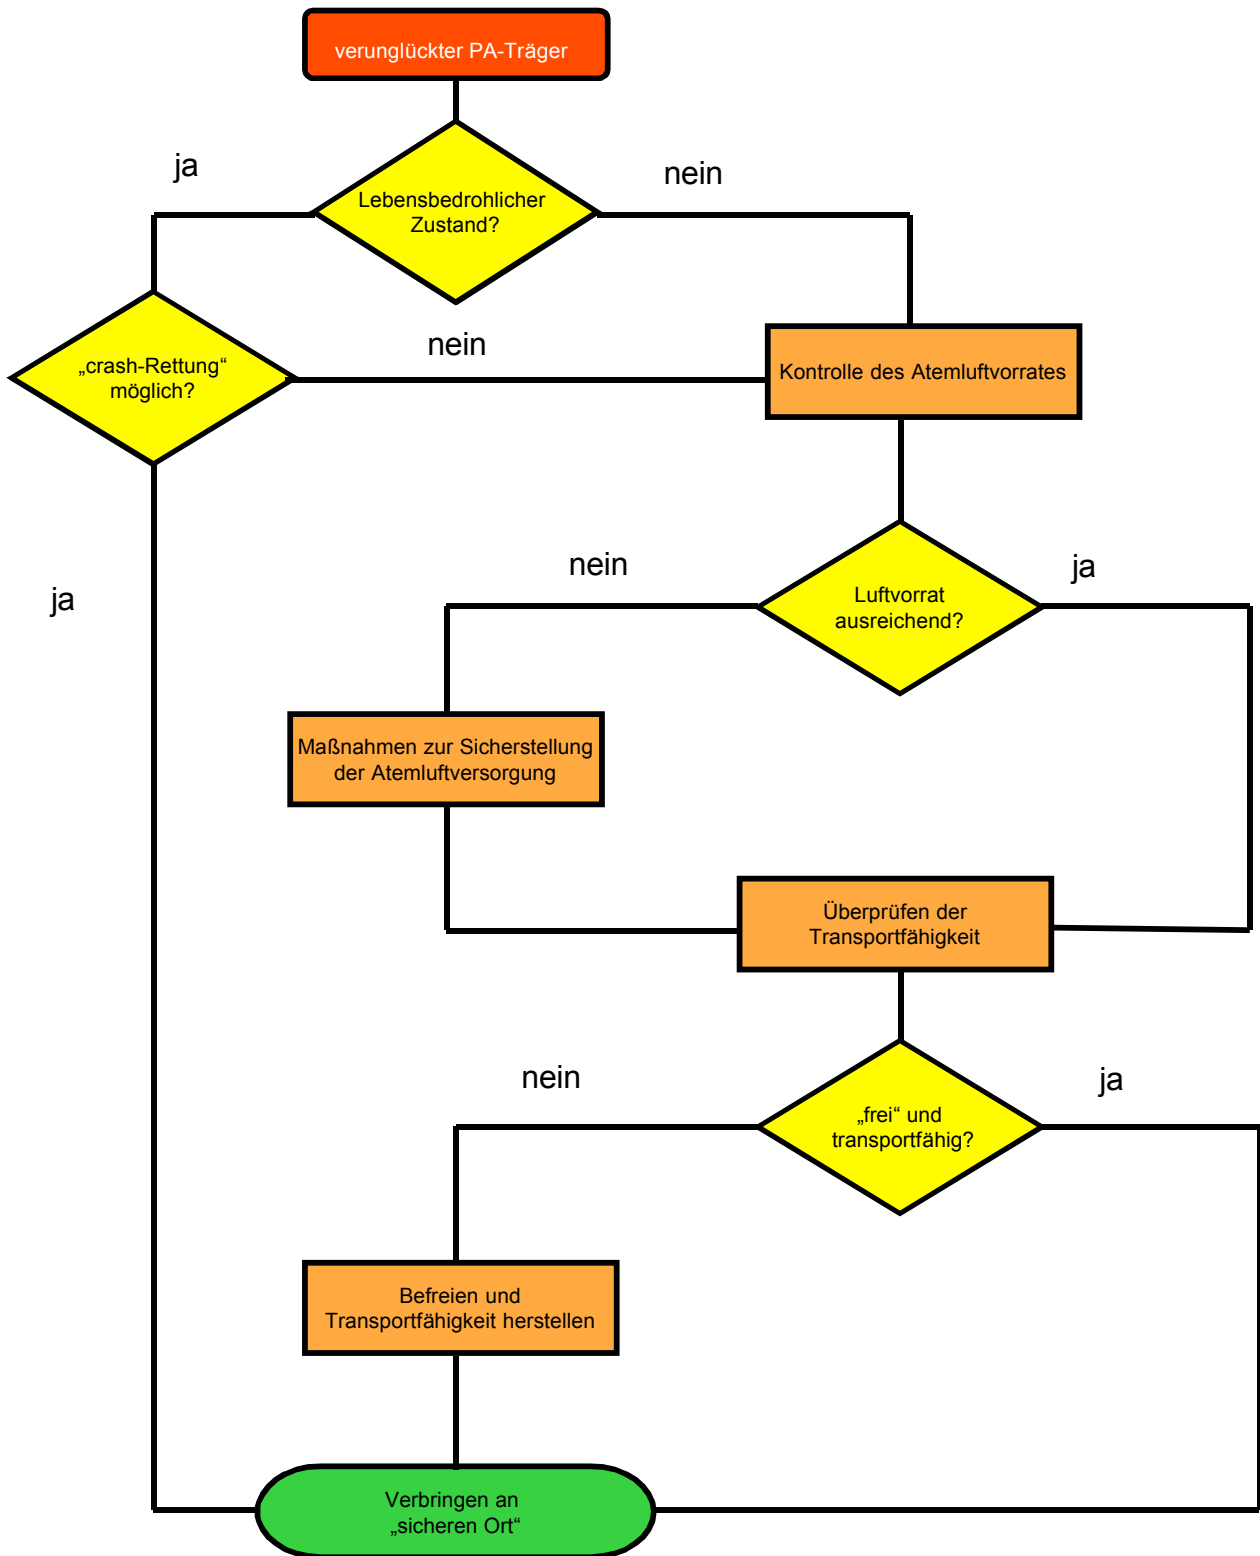 verunglückter PA-Träger
ja
nein
Lebensbedrohlicher
Zustand?
nein
„crash-Rettung“
möglich?
Kontrolle des Atemluftvorrates
nein
ja
ja
Luftvorrat
ausreichend?
Maßnahmen zur Sicherstellung
der Atemluftversorgung
Überprüfen der
Transportfähigkeit
nein
ja
„frei“ und
transportfähig?
Befreien und
Transportfähigkeit herstellen
Verbringen an
„sicheren Ort“